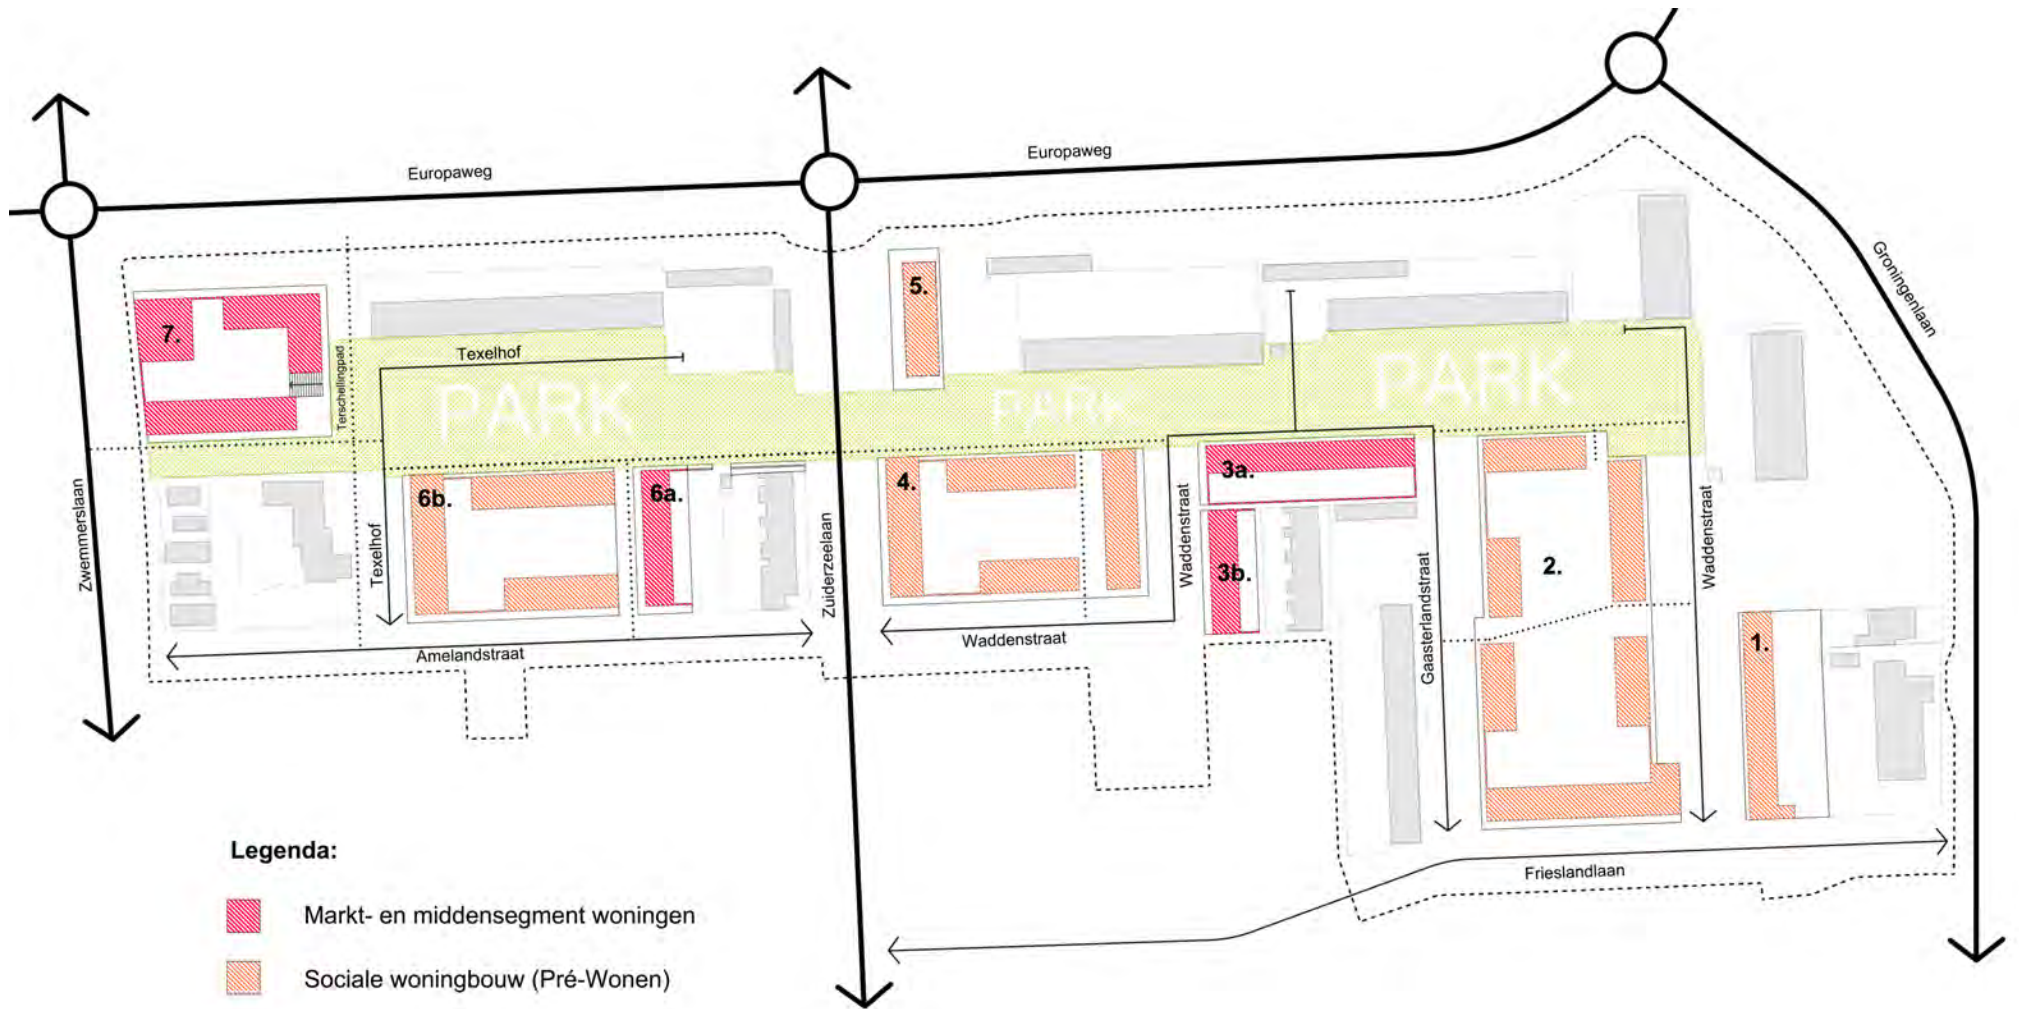 Europaweg
Europaweg
Groningenlaan
7.
Terschellingpad
Texelhof
5.
PARK
PARK
PARK
Zwemmerslaan
Texelhof
6b.
6a.
Zuiderzeelaan
4.
Waddenstraat
3a.
3b.
Gaasterlandstraat
2.
Waddenstraat
1.
Amelandstraat
Waddenstraat
Frieslandlaan
Legenda:
Markt- en middensegment woningen
Sociale woningbouw (Pré-Wonen)